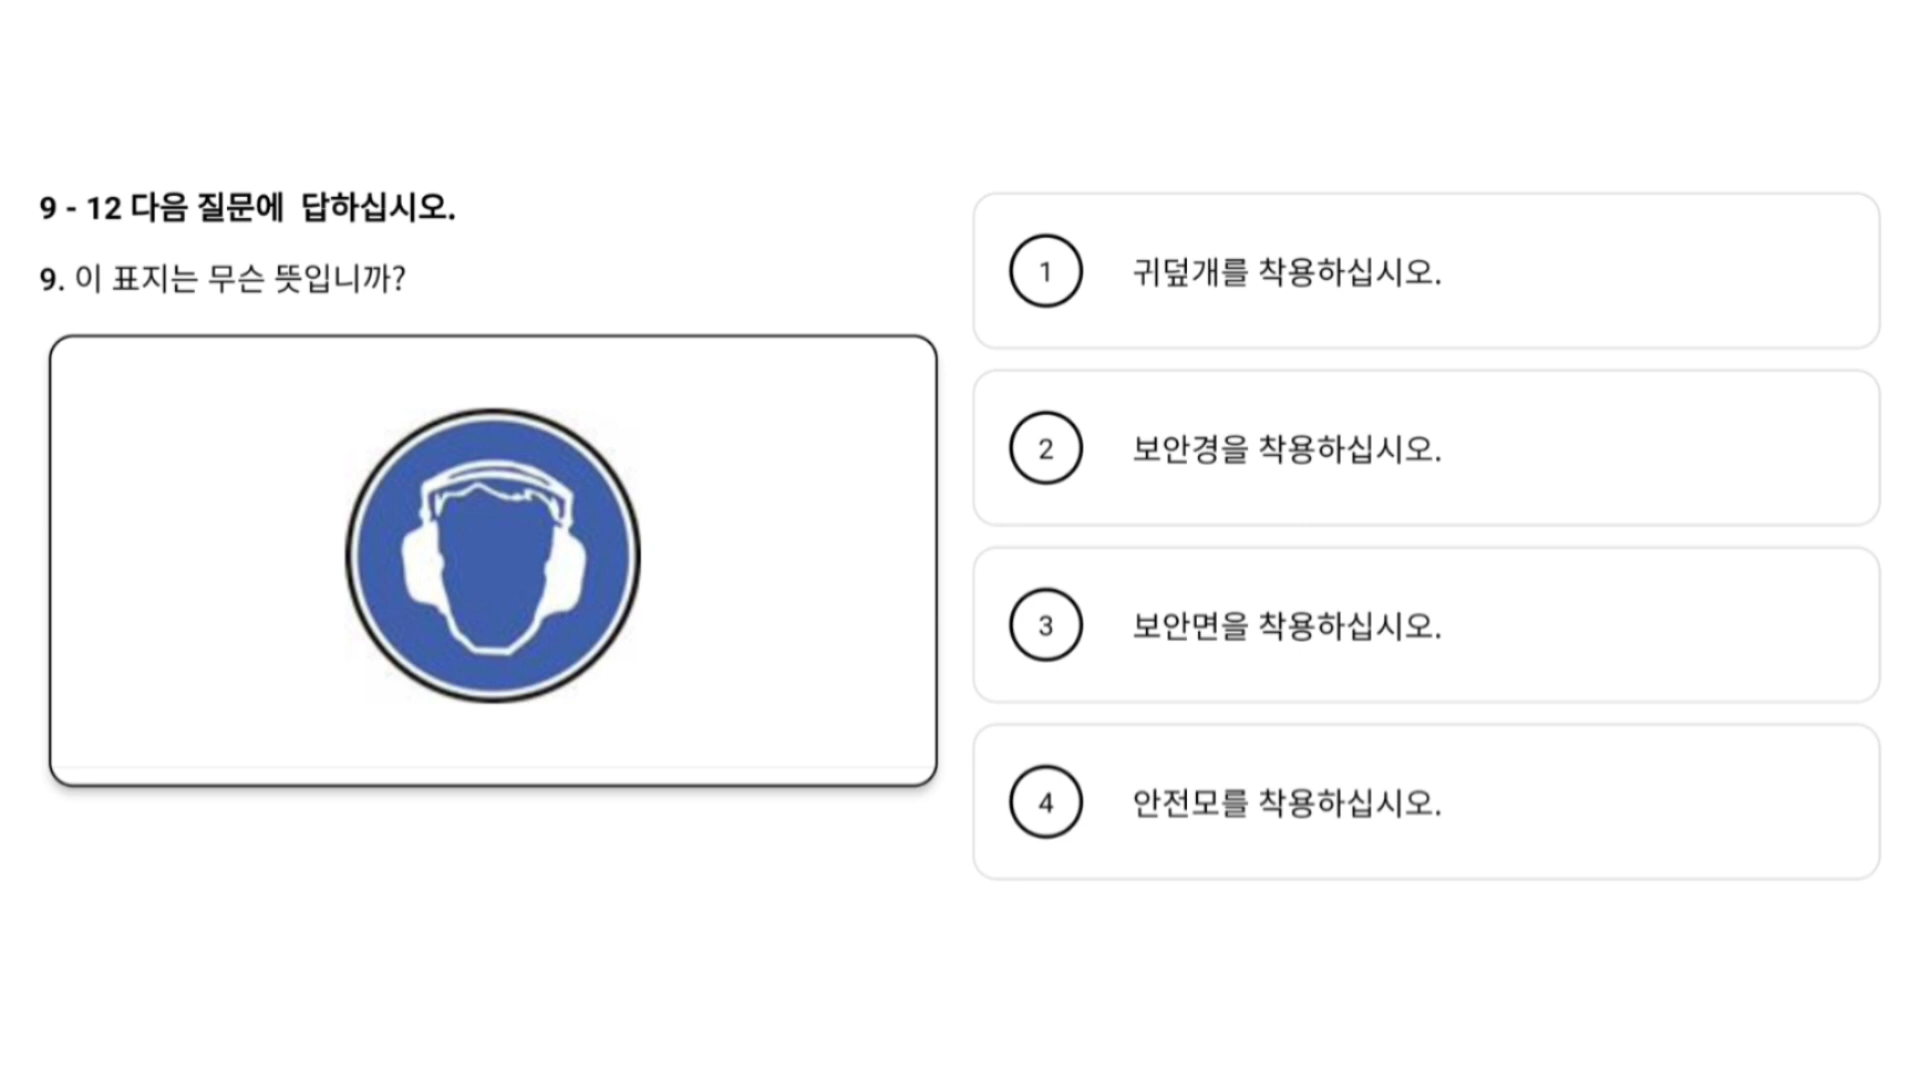 9 - 12 다음 질문에 답하십시오.
9. 이 표지는 무슨 뜻입니까?
1 귀덮개를 착용하십시오.
2 보안경을 착용하십시오.
3 보안면을 착용하십시오.
4 안전모를 착용하십시오.